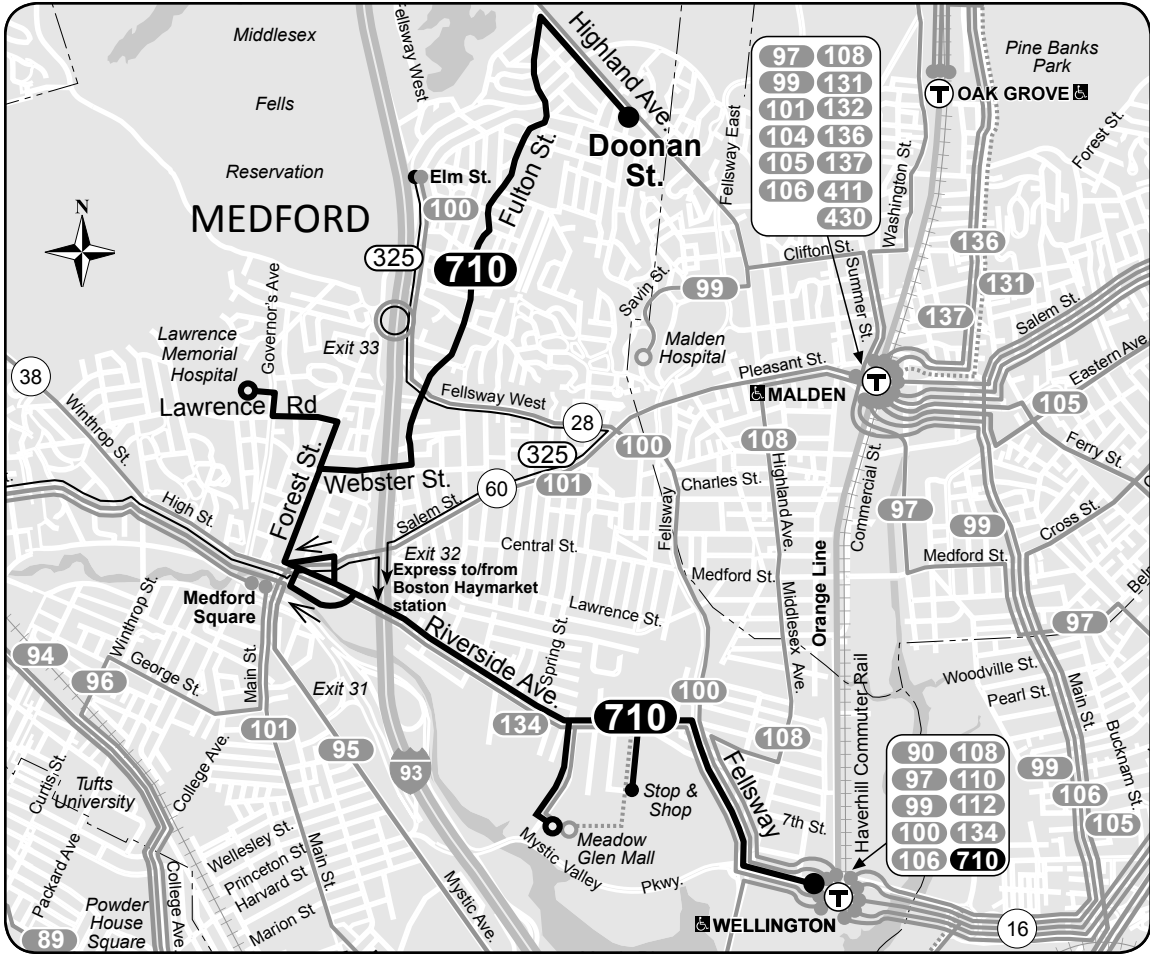 Middlesex
Fells
Reservation
MEDFORD
N
Fellsway West
Highland Ave.
Doonan
St.
Fulton St.
Elm St.
100
325
710
Exit 33
Governor's Ave
Lawrence
Memorial
Hospital
Lawrence Rd
38
Winthrop St.
Forest St.
Webster St.
Fellsway West
28
325
101
60
Salem St.
High St.
Fellsway East
Savin St.
99
Malden
Hospital
97 108
99 131
101 132
104 136
105 137
106 411
430
Washington St.
T OAK GROVE
Pine Banks
Park
Forest St.
Clifton St.
Summer St.
136
131
137
Salem St.
Eastern Ave
105
Ferry St.
Pleasant St.
T
MALDEN
100
108
Highland Ave.
Charles St.
Fellsway
Commercial St.
97
99
Cross St.
Medford St.
Central St.
Exit 32
Express to/from
Boston Haymarket
station
Medford St.
Lawrence St.
Middlesex Ave.
Orange Line
Haverhill Commuter Rail
97
Woodville St.
Pearl St.
Main St.
Bucknam St.
Medford
Square
Winthrop St.
94
96
George St.
Main St.
101
Exit 31
95
93
Riverside Ave.
Spring St.
134
710
100
108
Fellsway
7th St.
Stop &
Shop
Meadow
Glen Mall
Mystic Valley
Pkwy.
90 108
97 110
99 112
100 134
106 710
99
106
105
T
WELLINGTON
16
Curtis St.
Tufts
University
College Ave.
Packard Ave
Wellesley St.
Princeton St.
Harvard St
Marion St
Main St.
Mystic Ave.
College Ave.
Powder
House
Square
89